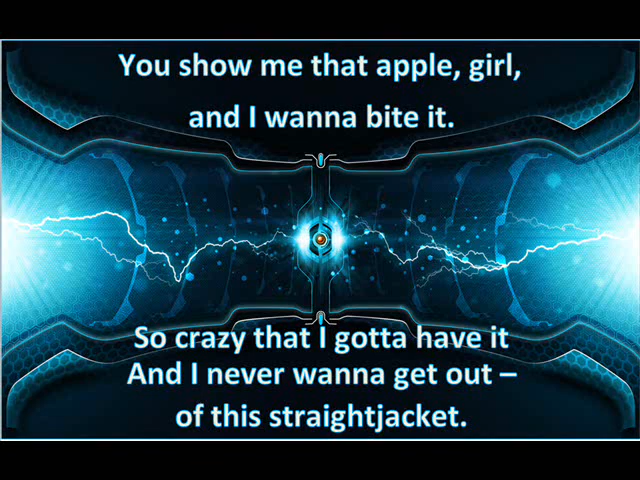 You show me that apple, girl,
and I wanna bite it.
So crazy that I gotta have it
And I never wanna get out –
of this straightjacket.